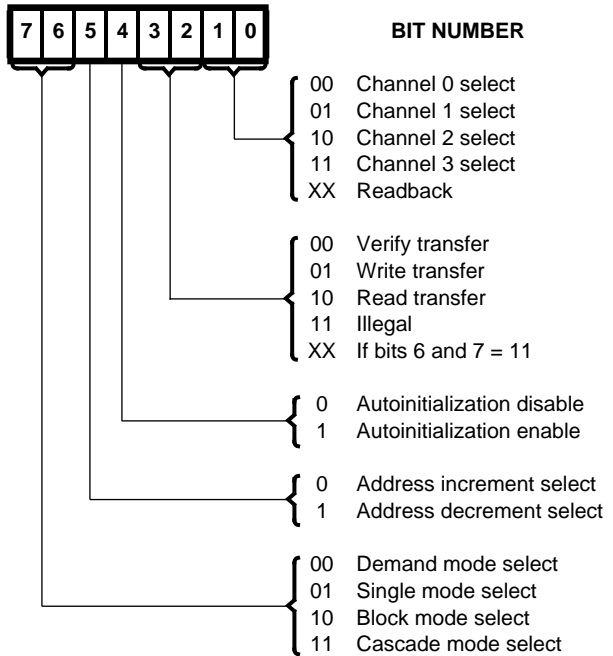 7 6 5 4 3 2 1 0 BIT NUMBER
00 Channel 0 select
01 Channel 1 select
10 Channel 2 select
11 Channel 3 select
XX Readback
00 Verify transfer
01 Write transfer
10 Read transfer
11 Illegal
XX If bits 6 and 7 = 11
0 Autoinitialization disable
1 Autoinitialization enable
0 Address increment select
1 Address decrement select
00 Demand mode select
01 Single mode select
10 Block mode select
11 Cascade mode select